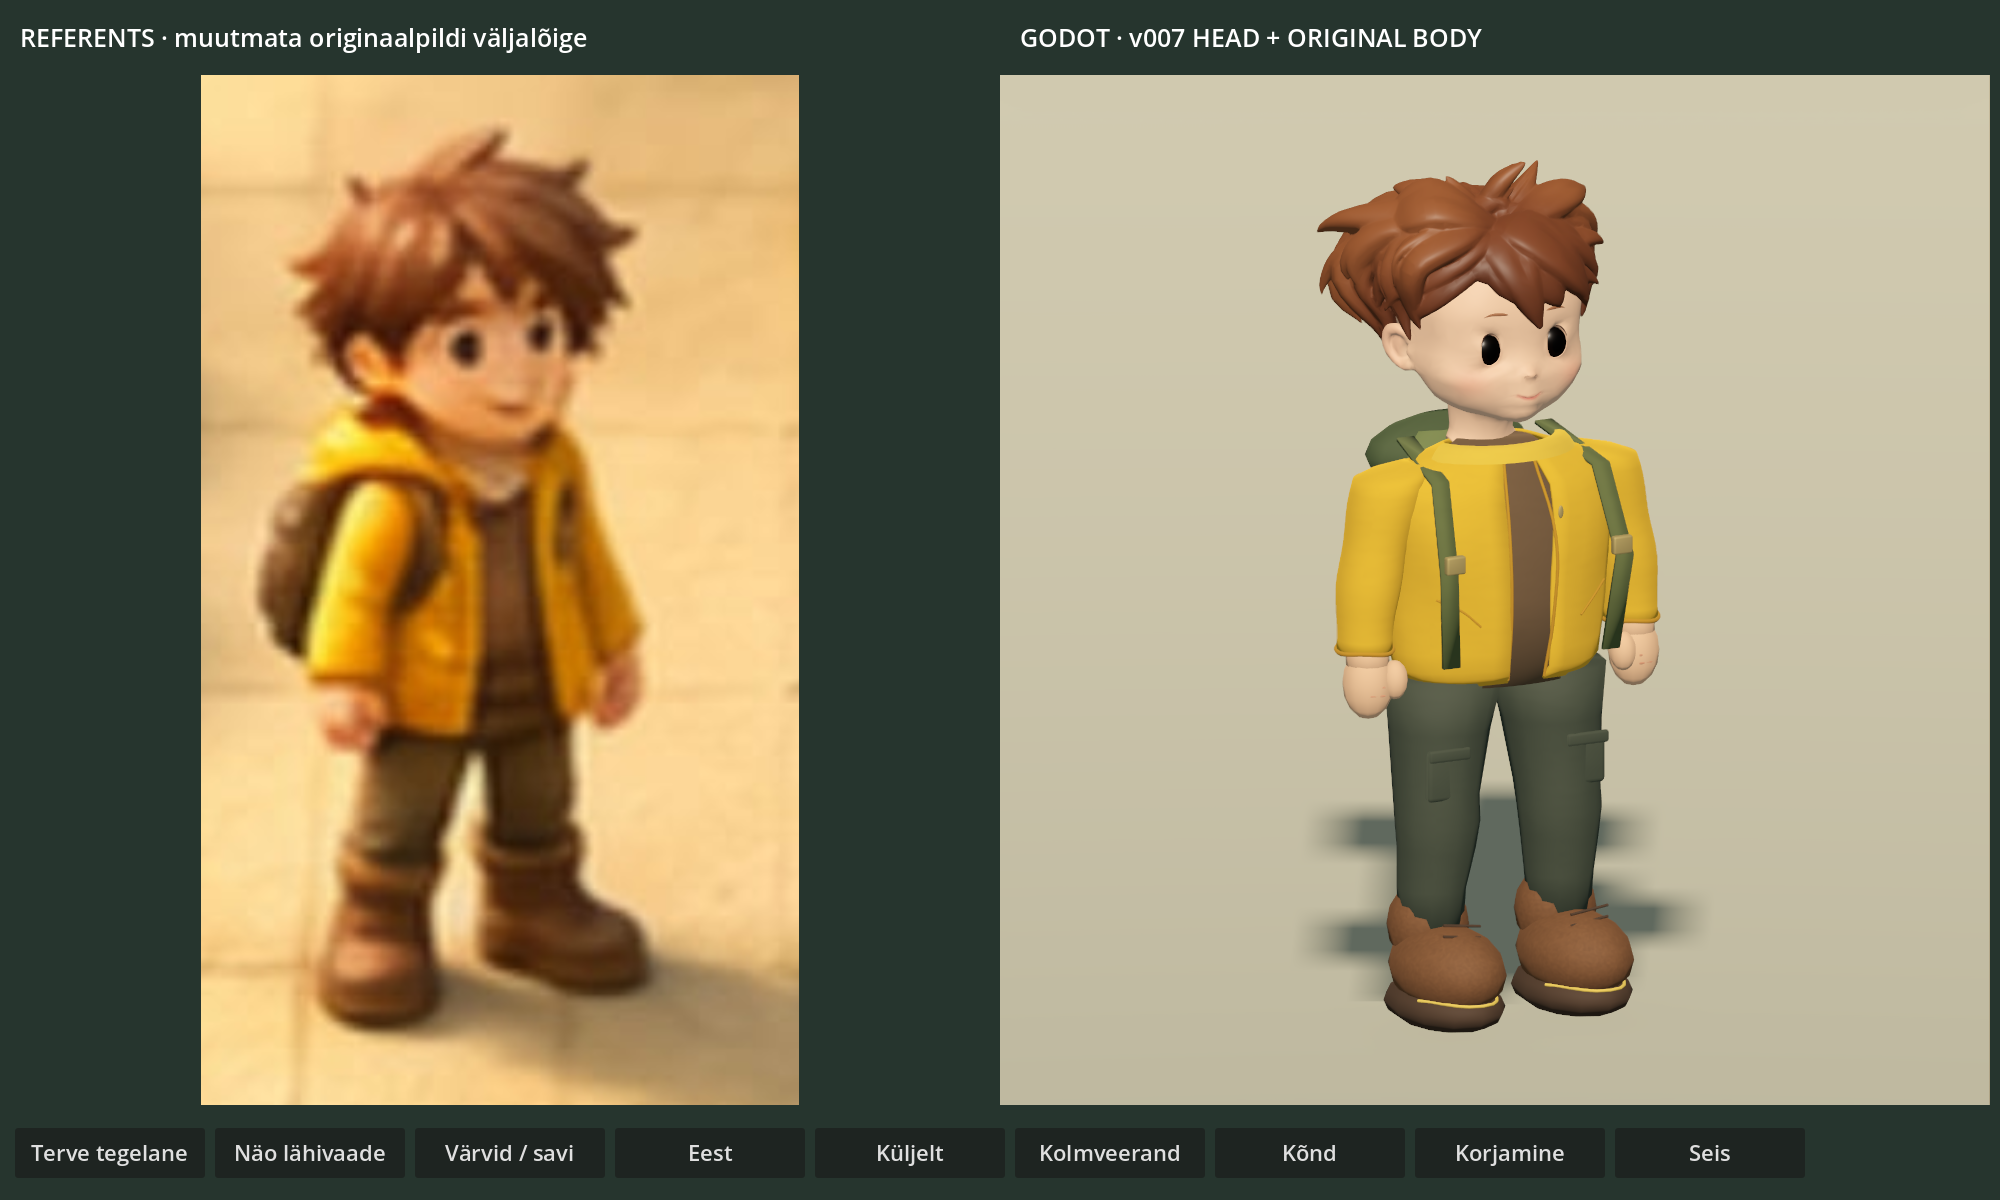 REFERENTS · muutmata originaalpildi väljalõige
GODOT · v007 HEAD + ORIGINAL BODY
Terve tegelane
Näo lähivaade
Värvid / savi
Eest
Küljelt
Kolmveerand
Kõnd
Korjamine
Seis